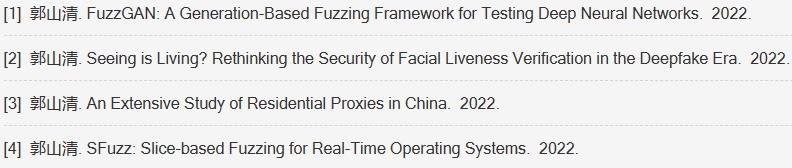 [1] 郭山清. FuzzGAN: A Generation-Based Fuzzing Framework for Testing Deep Neural Networks. 2022.
[2] 郭山清. Seeing is Living? Rethinking the Security of Facial Liveness Verification in the Deepfake Era. 2022.
[3] 郭山清. An Extensive Study of Residential Proxies in China. 2022.
[4] 郭山清. SFuzz: Slice-based Fuzzing for Real-Time Operating Systems. 2022.